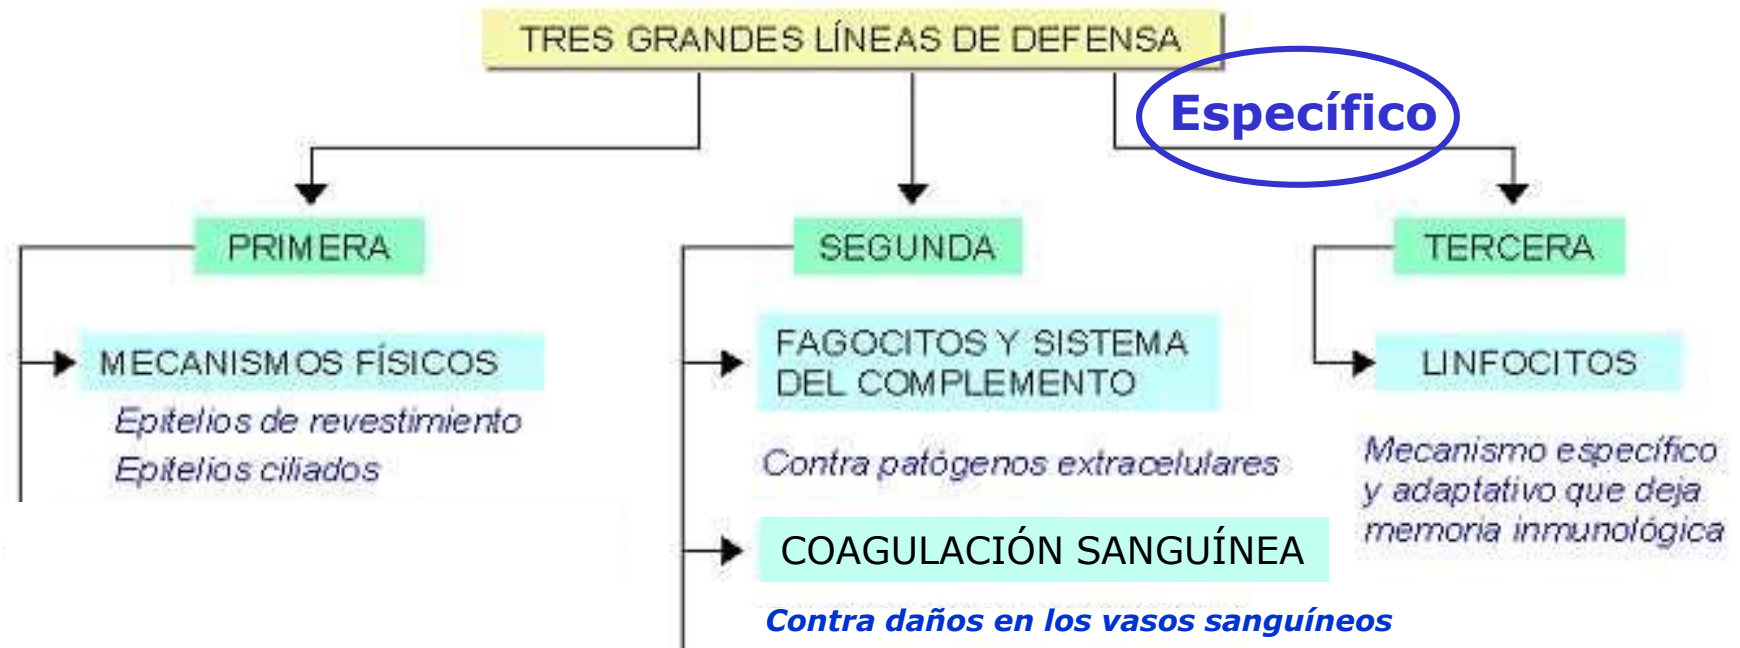 TRES GRANDES LÍNEAS DE DEFENSA
Específico
PRIMERA
MECANISMOS FÍSICOS
Epitelios de revestimiento
Epitelios ciliados
SEGUNDA
FAGOCITOS Y SISTEMA
DEL COMPLEMENTO
Contra patógenos extracelulares
COAGULACIÓN SANGUÍNEA
Contra daños en los vasos sanguíneos
TERCERA
LINFOCITOS
Mecanismo específico
y adaptativo que deja
memoria inmunológica